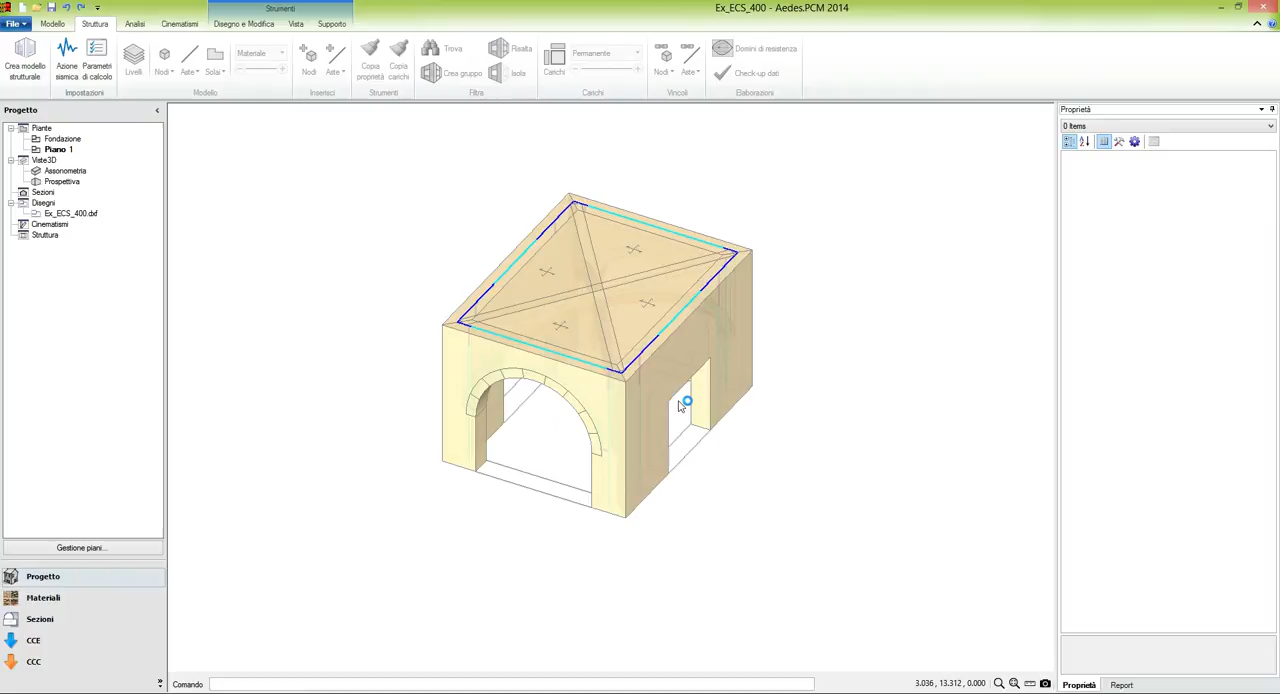 Strumenti
Ex_ECS_400 - Aedes.PCM 2014
File
Modello
Struttura
Analisi
Cinematismi
Disegno e Modifica
Vista
Supporto
Crea modello strutturale
Azione sismica
Parametri di calcolo
Livelli
Nodi
Aste
Solai
Materiale
Nodi
Aste
Copia proprietà
Copia carichi
Trova
Crea gruppo
Risalta
Isola
Carichi
Permanente
Nodi
Aste
Domini di resistenza
Check-up dati
Impostazioni
Modello
Inserisci
Strumenti
Filtra
Carichi
Vincoli
Elaborazioni
Progetto
Piante
Fondazione
Piano 1
Viste3D
Assonometria
Prospettiva
Sezioni
Disegni
Ex_ECS_400.dxf
Cinematismi
Struttura
Gestione piani...
Progetto
Materiali
Sezioni
CCE
CCC
Proprietà
0 Items
Comando
3.036 , 13.312 , 0.000
Proprietà
Report